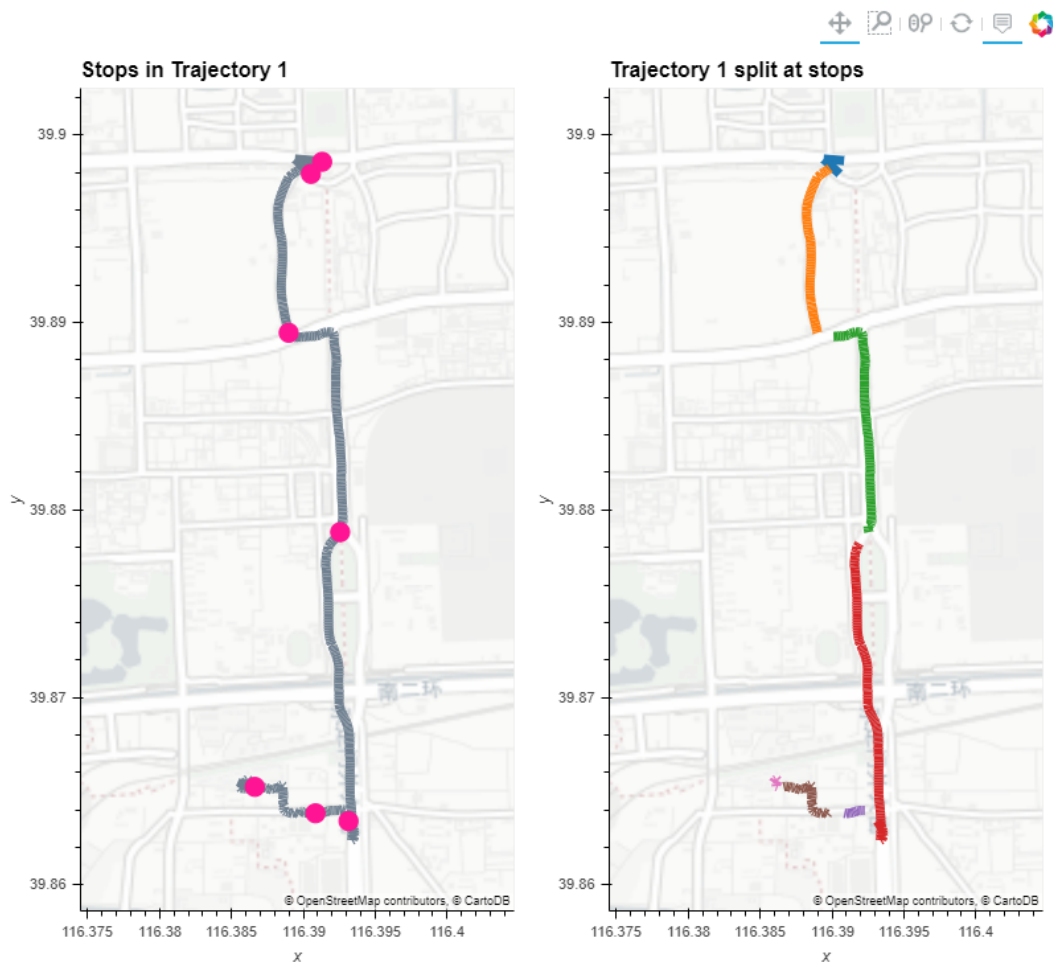 Stops in Trajectory 1
39.9
39.89
39.88
39.87
39.86
y
南二环
© OpenStreetMap contributors, © CartoDB
116.375
116.38
116.385
116.39
116.395
116.4
x
Trajectory 1 split at stops
39.9
39.89
39.88
39.87
39.86
y
南二环
© OpenStreetMap contributors, © CartoDB
116.375
116.38
116.385
116.39
116.395
116.4
x